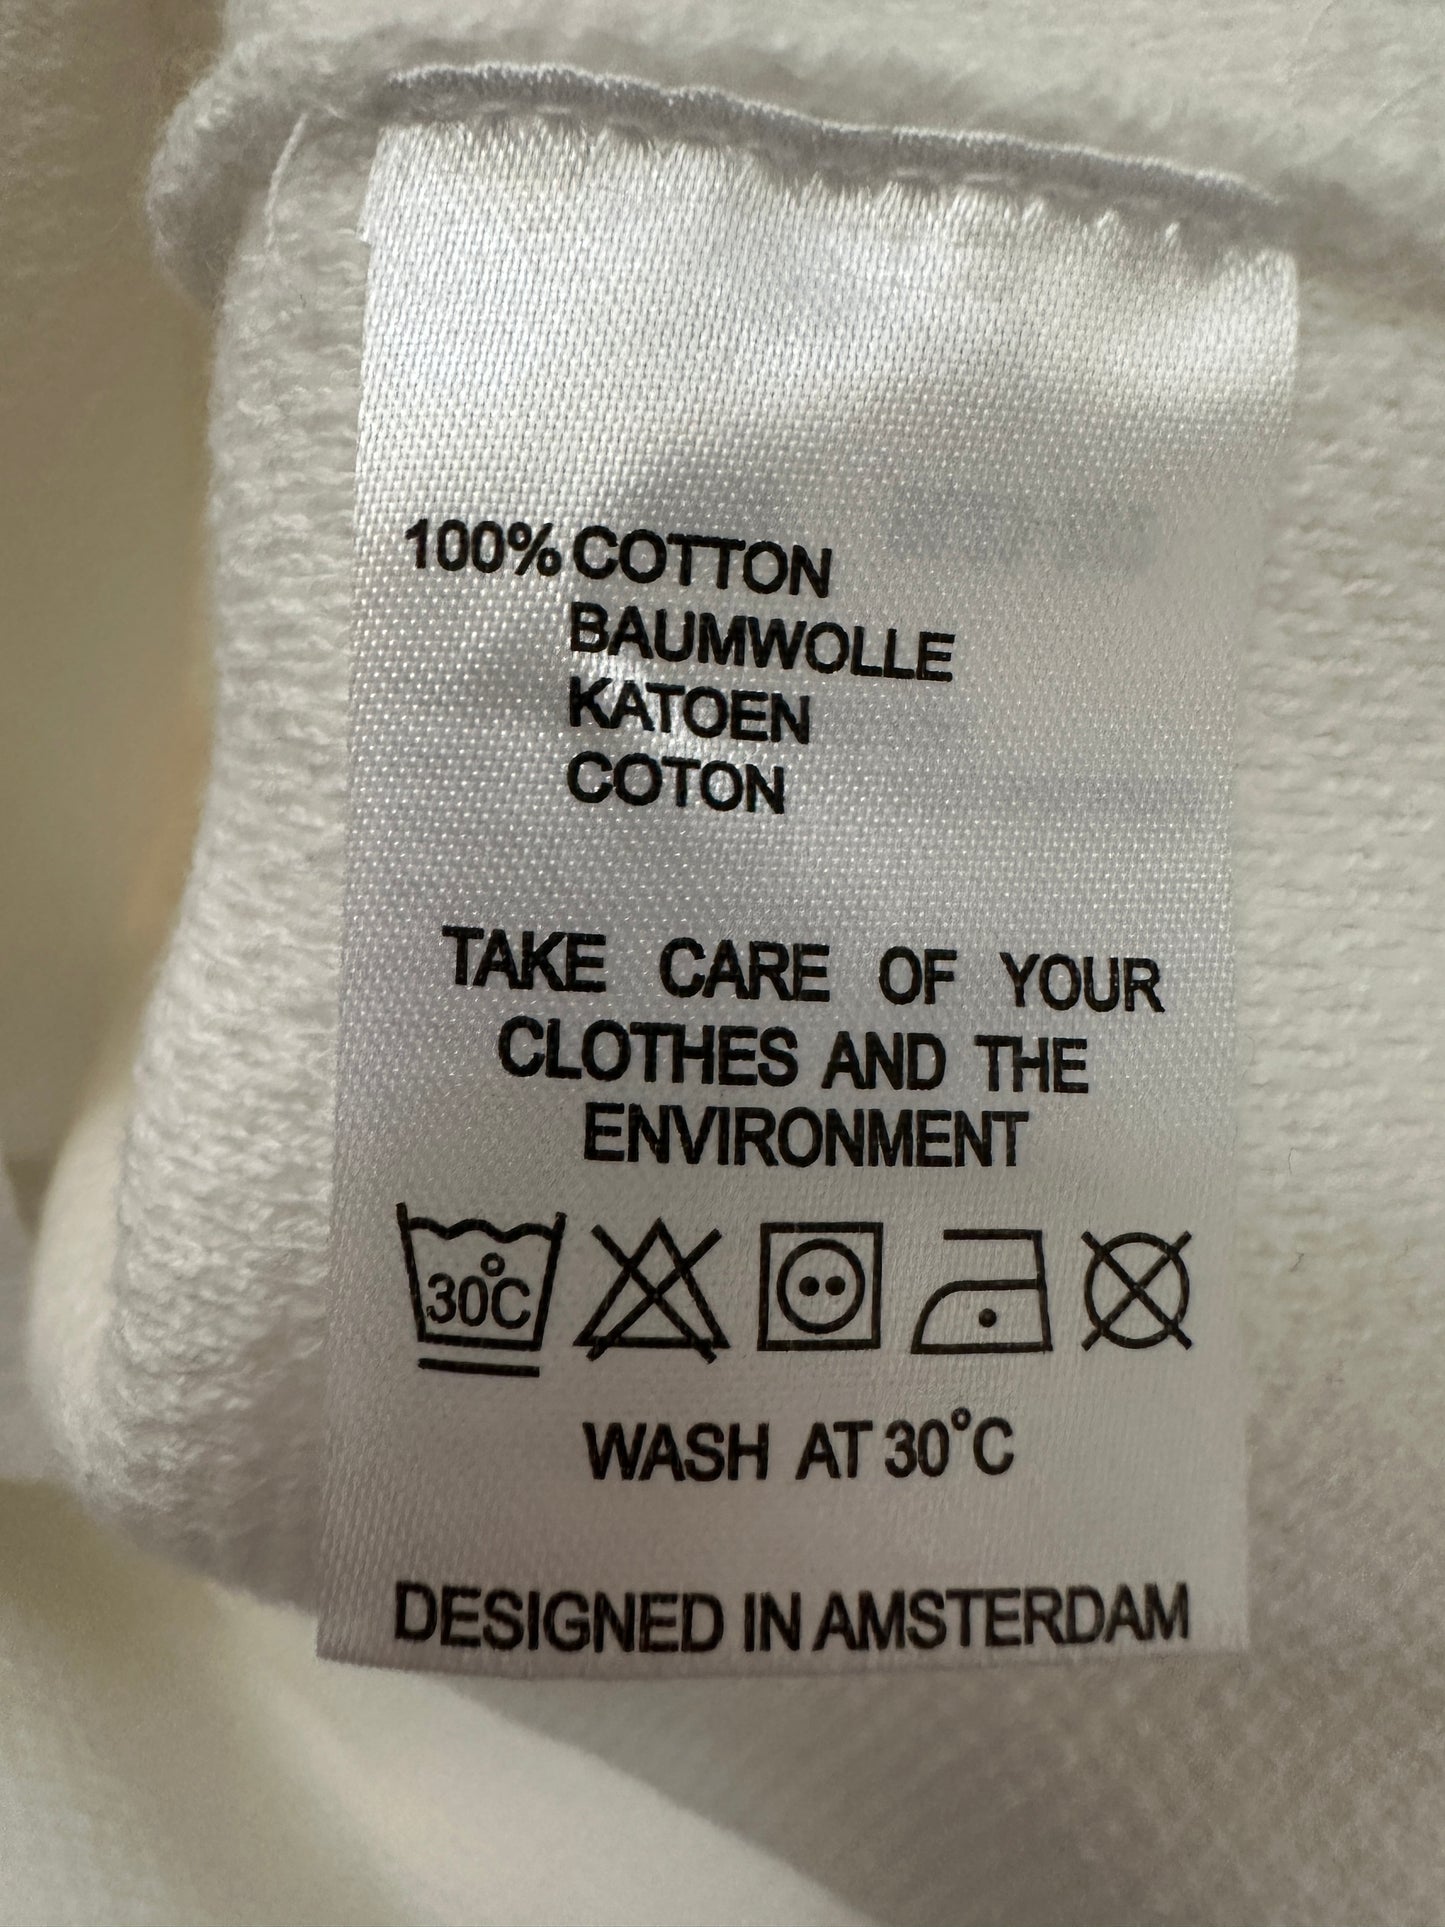 100% COTTON
BAUMWOLLE
KATOEN
COTON
TAKE CARE OF YOUR
CLOTHES AND THE
ENVIRONMENT
30°C
WASH AT 30°C
DESIGNED IN AMSTERDAM